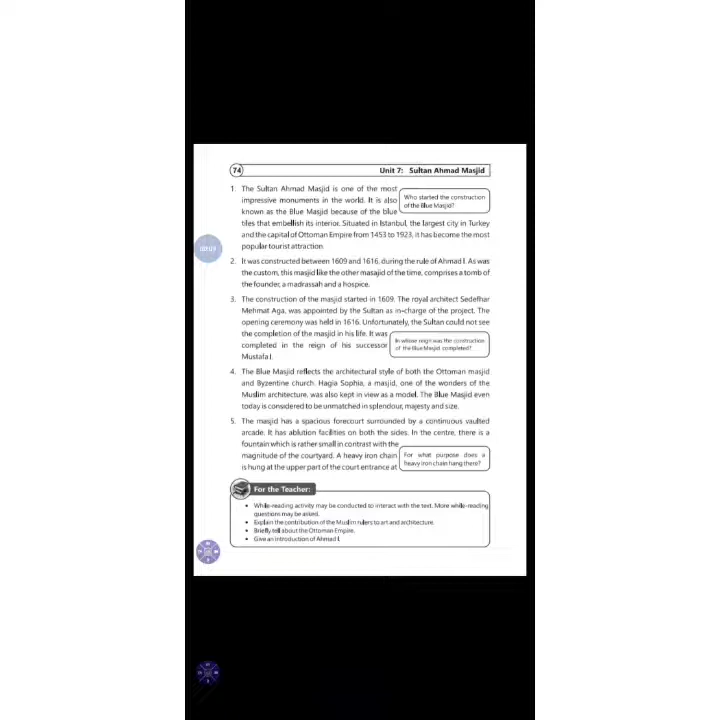 74
Unit 7: Sultan Ahmad Masjid
1. The Sultan Ahmad Masjid is one of the most
impressive monuments in the world. It is also
known as the Blue Masjid because of the blue
Who started the construction
of the Blue Masjid?
tiles that embellish its interior. Situated in Istanbul, the largest city in Turkey
and the capital of Ottoman Empire from 1453 to 1923, it has become the most
popular tourist attraction.
2. It was constructed between 1609 and 1616, during the rule of Ahmad I. As was
the custom, this masjid like the other masajid of the time, comprises a tomb of
the founder, a madrassah and a hospice.
3. The construction of the masjid started in 1609. The royal architect Sedefhar
Mehmat Aga, was appointed by the Sultan as in-charge of the project. The
opening ceremony was held in 1616. Unfortunately, the Sultan could not see
the completion of the masjid in his life. It was
completed in the reign of his successor
Mustafa I.
In whose reign was the construction
of the Blue Masjid completed?
4. The Blue Masjid reflects the architectural style of both the Ottoman masjid
and Byzentine church. Hagia Sophia, a masjid, one of the wonders of the
Muslim architecture, was also kept in view as a model. The Blue Masjid even
today is considered to be unmatched in splendour, majesty and size.
5. The masjid has a spacious forecourt surrounded by a continuous vaulted
arcade. It has ablution facilities on both the sides. In the centre, there is a
fountain which is rather small in contrast with the
magnitude of the courtyard. A heavy iron chain
is hung at the upper part of the court entrance at
For what purpose does a
heavy iron chain hang there?
For the Teacher:
• While-reading activity may be conducted to interact with the text. More while-reading
questions may be asked.
• Explain the contribution of the Muslim rulers to art and architecture.
• Briefly tell about the Ottoman Empire.
• Give an introduction of Ahmad I.